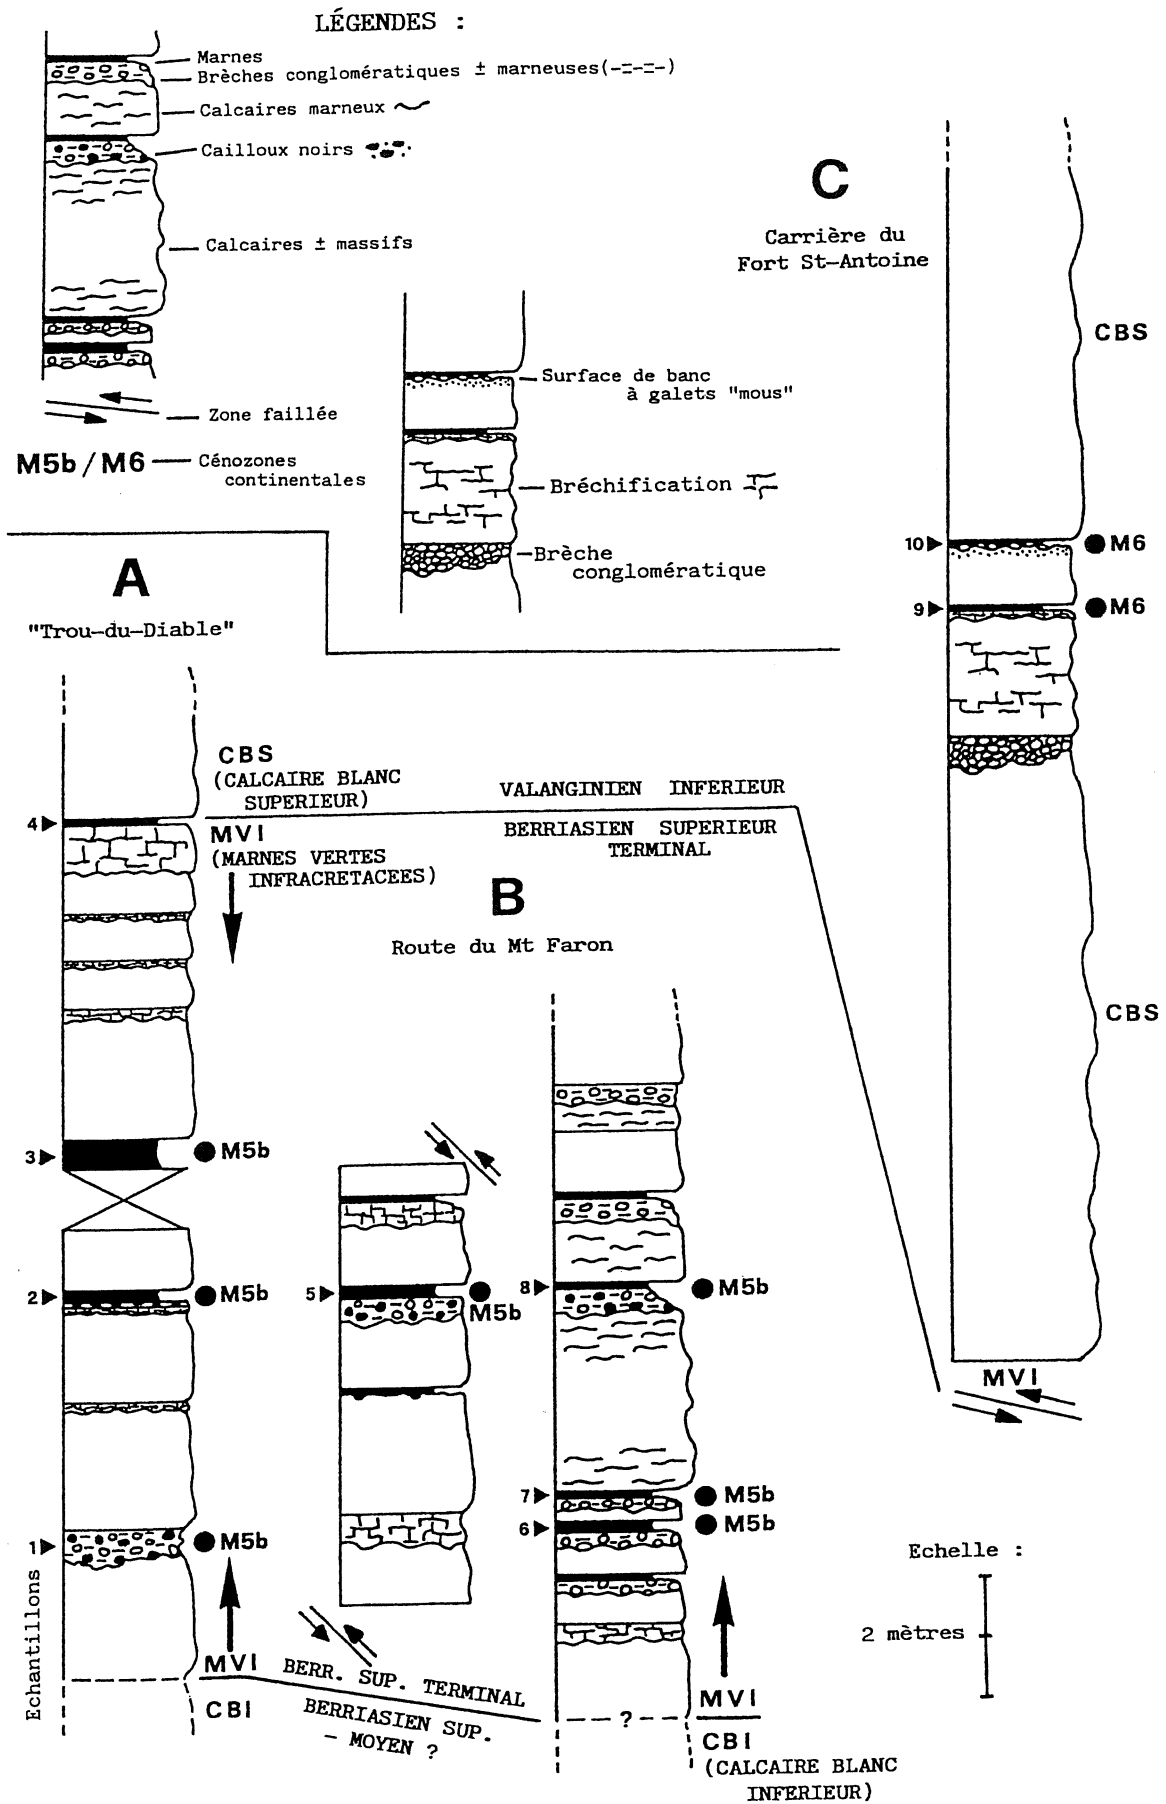 LÉGENDES :
Marnes
Brèches conglomératiques ± marneuses(-=-=-)
Calcaires marneux
Cailloux noirs
Calcaires ± massifs
Zone faillée
M5b/M6
Cénozones
continentales
Surface de banc
à galets "mous"
Bréchification
Brèche
conglomératique
C
Carrière du
Fort St-Antoine
CBS
10
M6
9
M6
CBS
MVI
A
"Trou-du-Diable"
CBS
(CALCAIRE BLANC
SUPERIEUR)
VALANGINIEN INFERIEUR
4
MVI
(MARNES VERTES
INFRACRETACEES)
BERRIASIEN SUPERIEUR
TERMINAL
3
M5b
2
M5b
1
M5b
Echantillons
MVI
CBI
BERR. SUP. TERMINAL
BERRIASIEN SUP.
- MOYEN ?
B
Route du Mt Faron
5
M5b
8
M5b
7
M5b
6
M5b
?
MVI
CBI
(CALCAIRE BLANC
INFERIEUR)
Echelle :
2 mètres